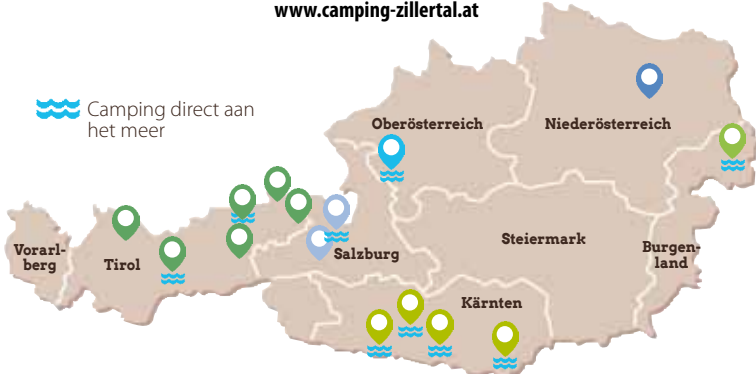 www.camping-zillertal.at
Camping direct aan
het meer
Oberösterreich
Niederösterreich
Vorarl-
berg
Tirol
Salzburg
Steiermark
Burgen-
land
Kärnten